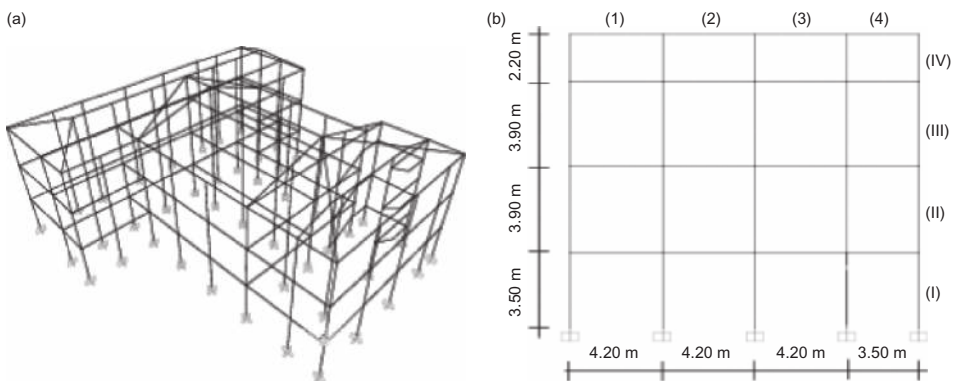 (a)
(b)
(1) (2) (3) (4)
2.20 m
(IV)
3.90 m
(III)
3.90 m
(II)
3.50 m
(I)
4.20 m 4.20 m 4.20 m 3.50 m